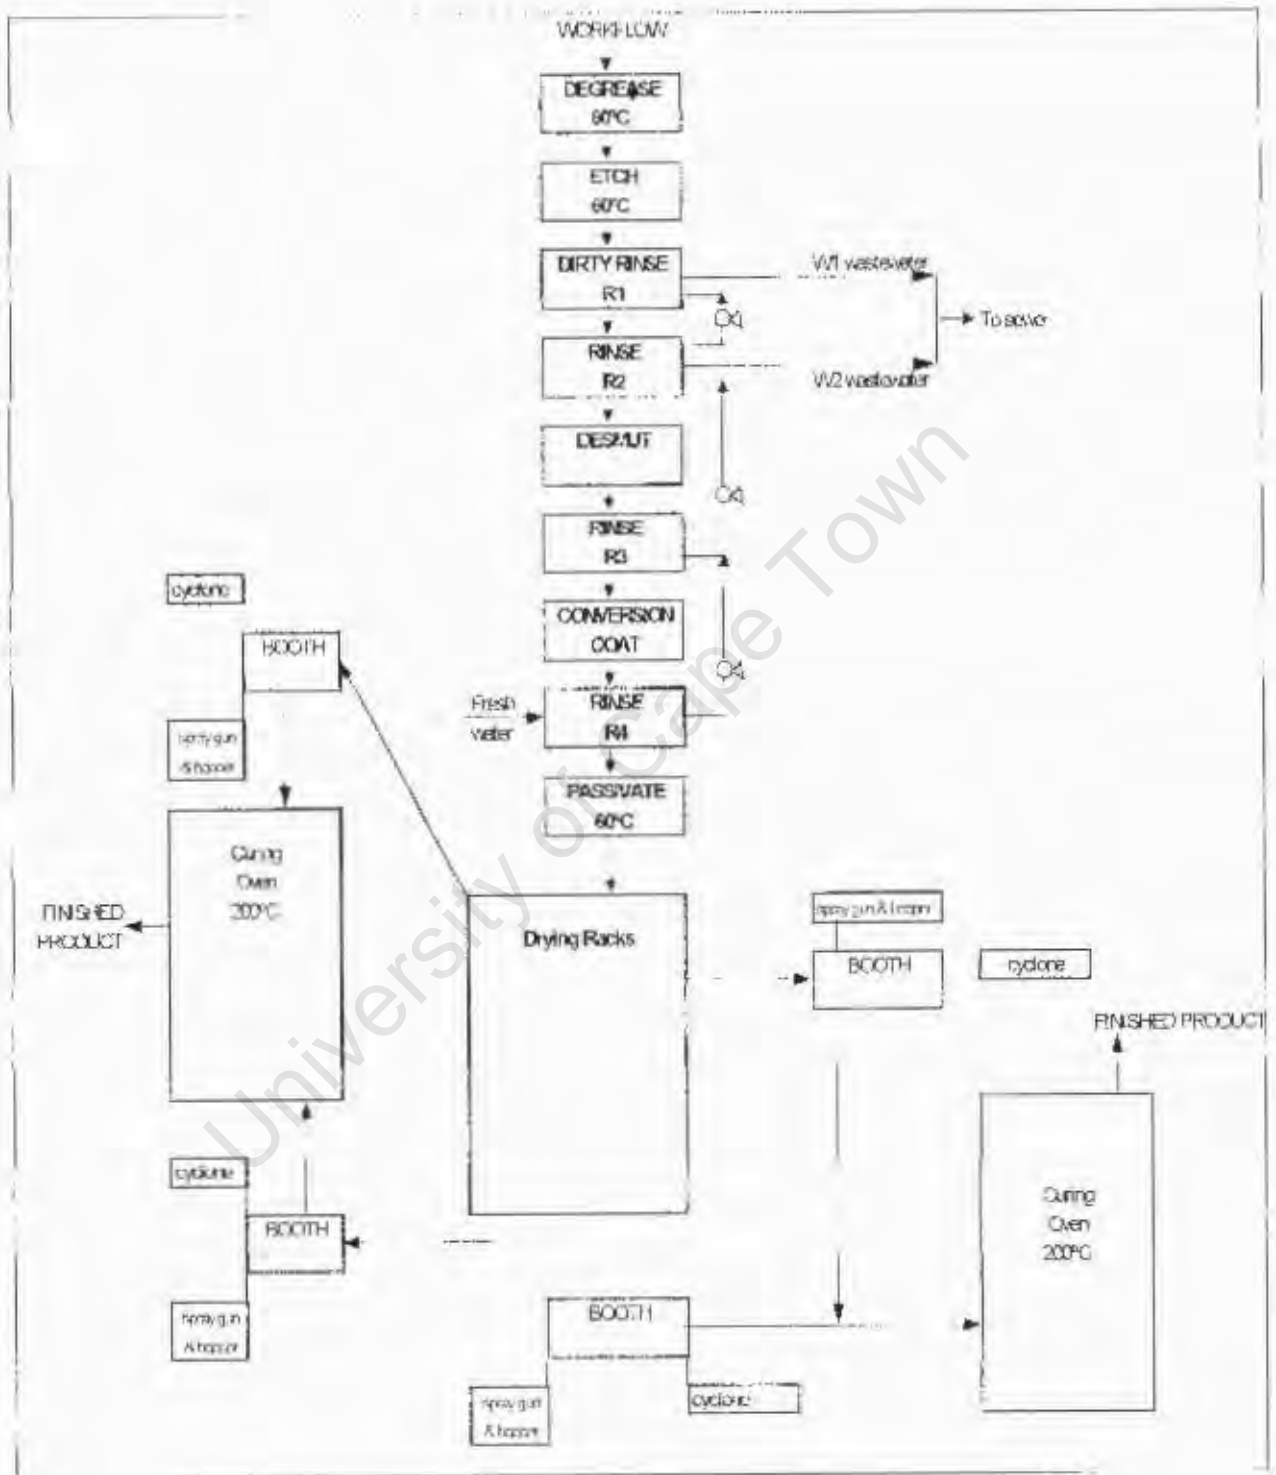 WORKFLOW
DEGREASE
ETCH
60°C
DIRTY RINSE
R1
W1 wastewater
To sewer
RINSE
R2
W2 wastewater
DESMUT
RINSE
R3
cyclone
CONVERSION
COAT
BOOTH
Fresh
water
RINSE
R4
spray gun
& hopper
PASSIVATE
60°C
Curing
Oven
200°C
FINISHED
PRODUCT
Drying Racks
spray gun & hopper
BOOTH
cyclone
FINISHED PRODUCT
cyclone
BOOTH
Curing
Oven
200°C
spray gun
& hopper
BOOTH
spray gun
& hopper
cyclone
University of Cape Town